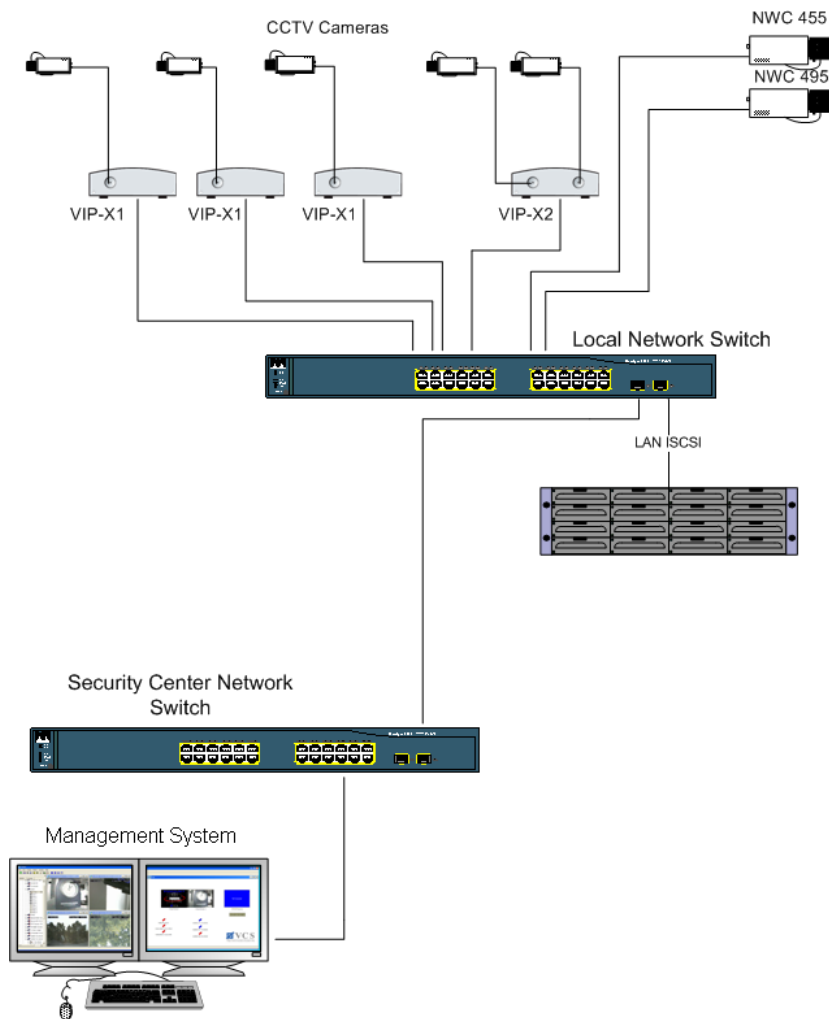 CCTV Cameras
NWC 455
NWC 495
VIP-X1
VIP-X1
VIP-X1
VIP-X2
Local Network Switch
LAN ISCSI
Security Center Network
Switch
Management System
VCS